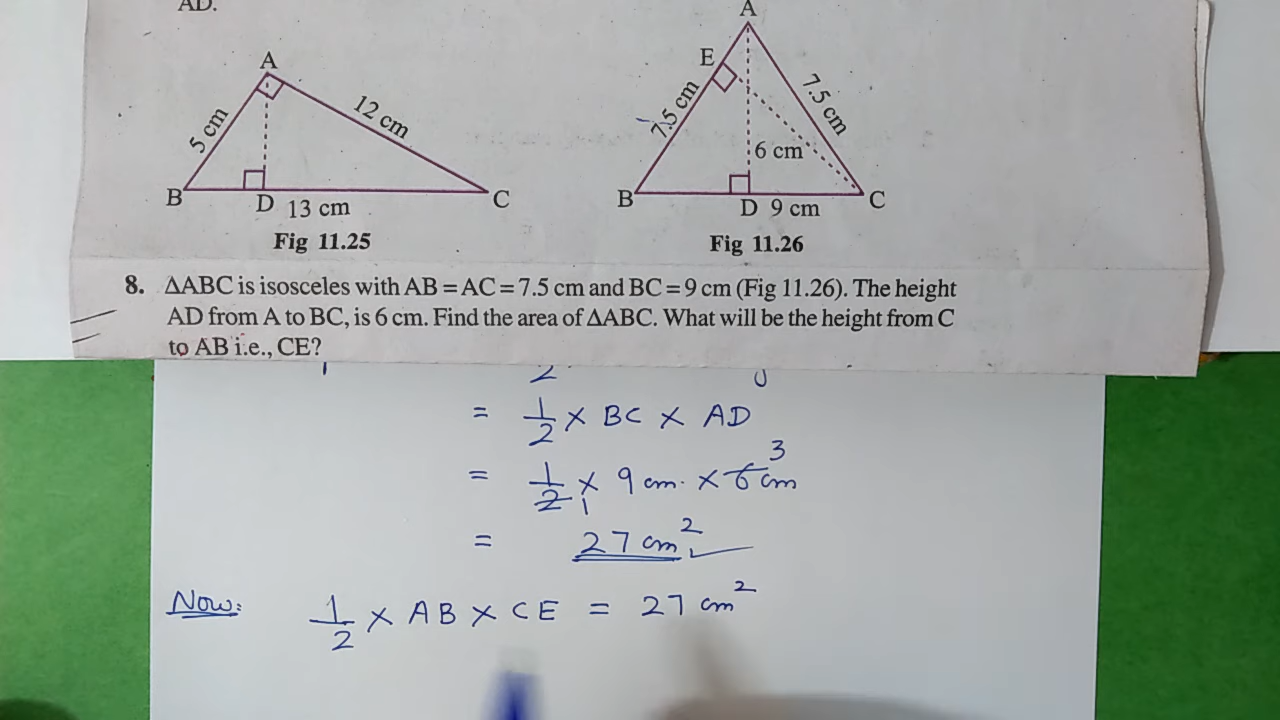 AD.
A
5 cm
12 cm
B
D
13 cm
C
Fig 11.25
A
E
7.5 cm
7.5 cm
6 cm
B
D
9 cm
C
Fig 11.26
8. ΔABC is isosceles with AB = AC = 7.5 cm and BC = 9 cm (Fig 11.26). The height
AD from A to BC, is 6 cm. Find the area of ΔABC. What will be the height from C
to AB i.e., CE?
2
= 1/2 × BC × AD
= 1/2 × 9 cm. × 6 cm 3
1
= 27 cm²
Now: 1/2 × AB × CE = 27 cm²